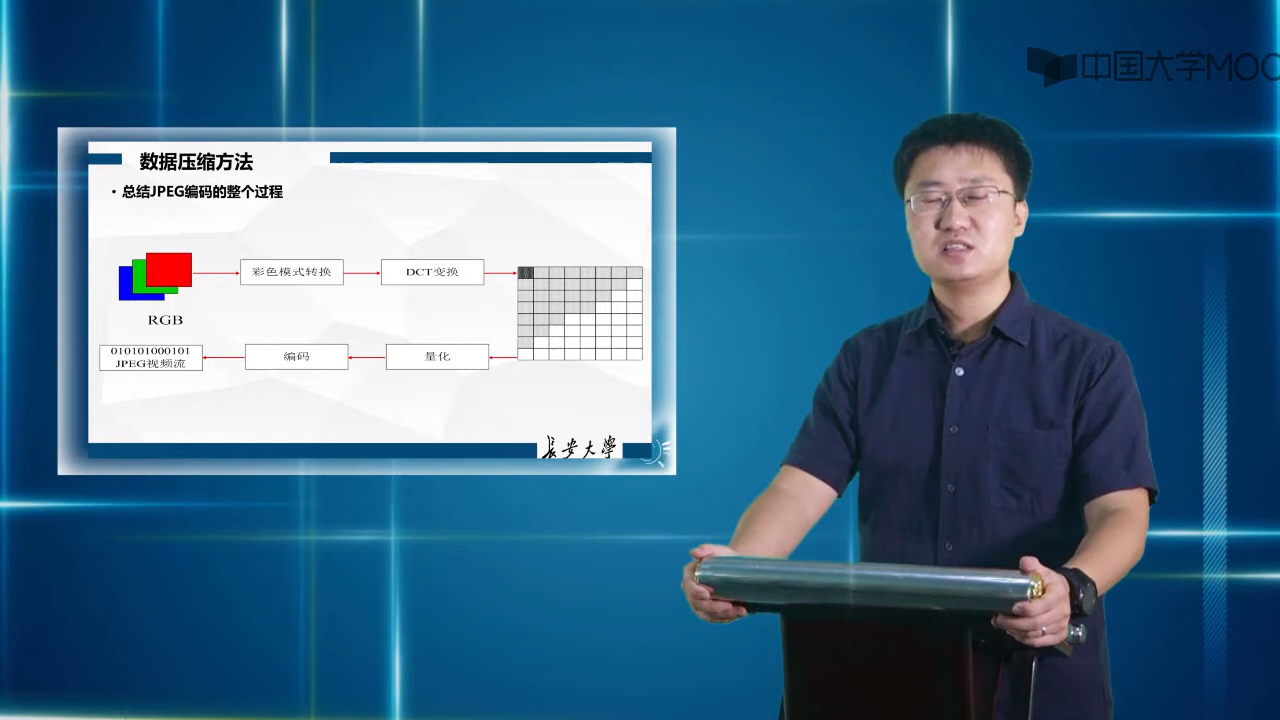 中国大学MOOC
数据压缩方法
• 总结JPEG编码的整个过程
彩色模式转换
DCT变换
RGB
010101000101
JPEG视频流
编码
量化
长安大学